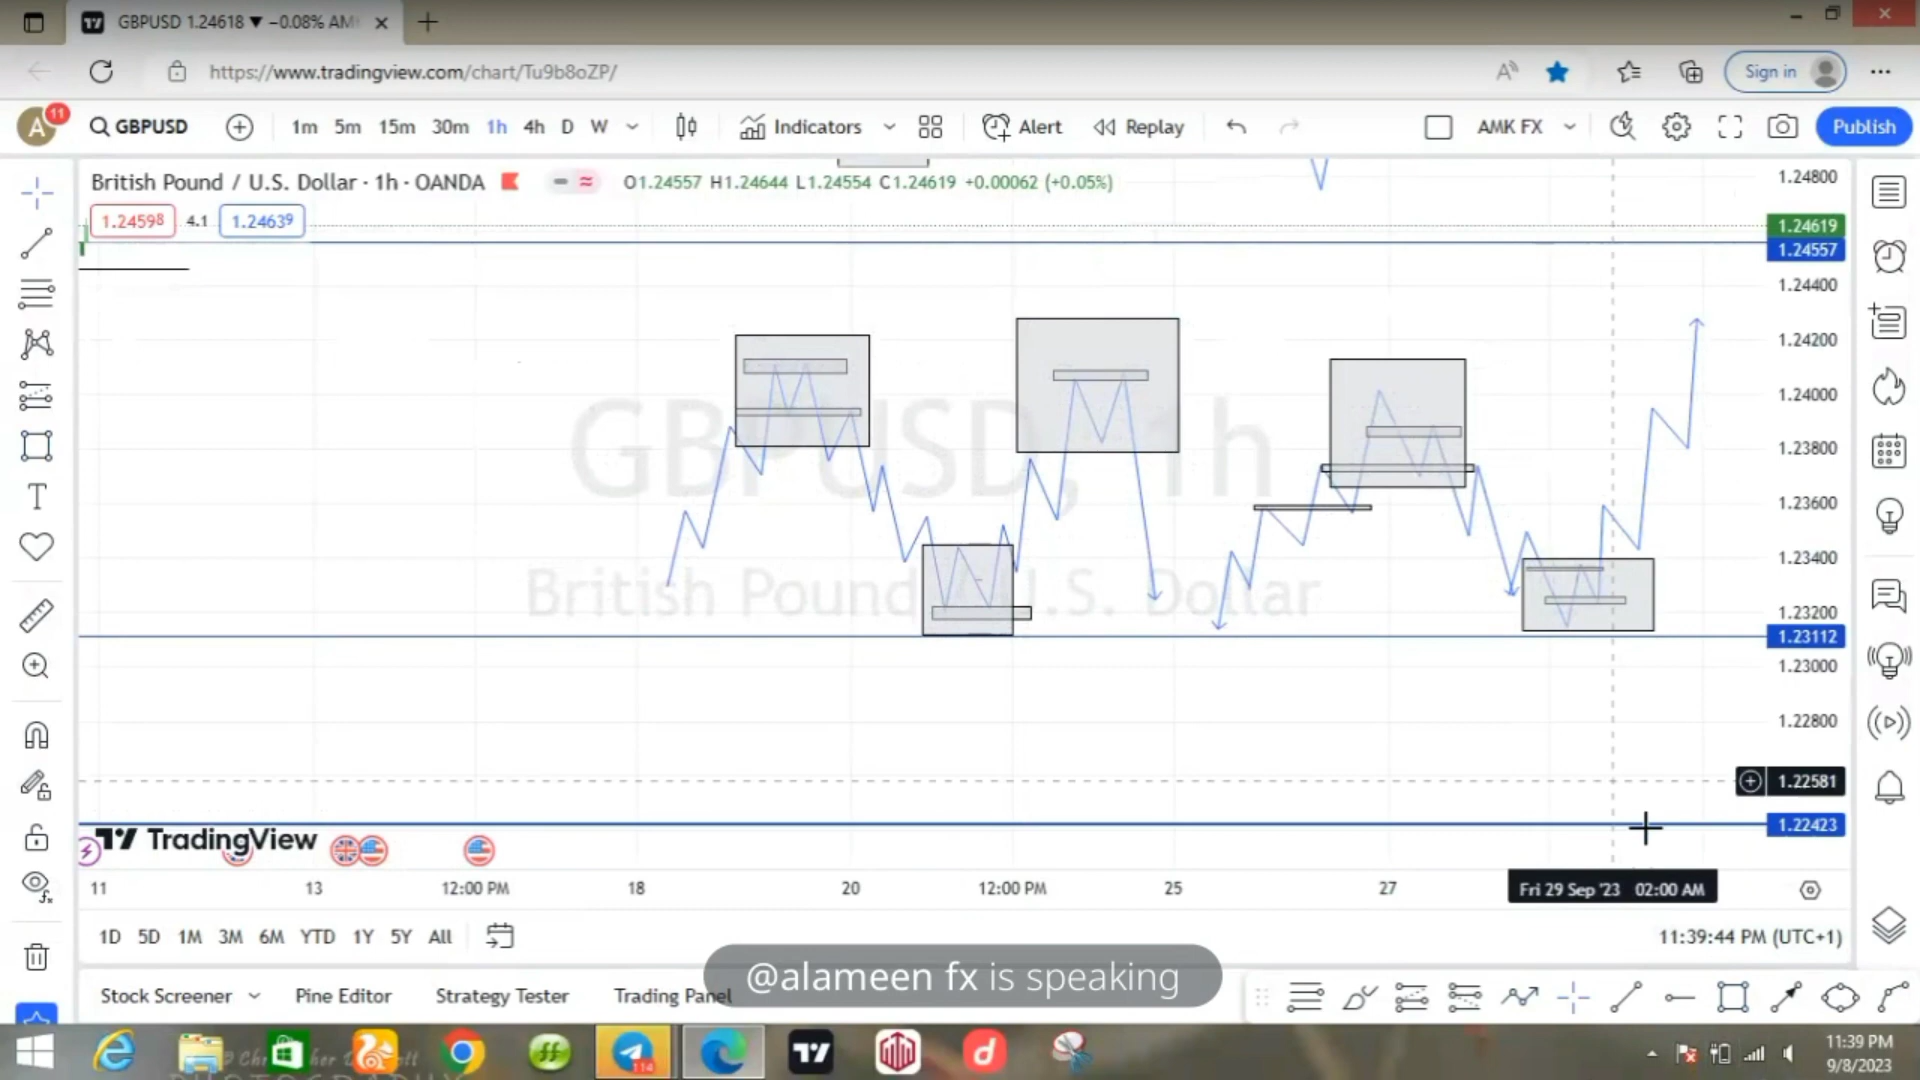 GBPUSD 1.24618 ▼ −0.08% AM
https://www.tradingview.com/chart/Tu9b8oZP/
Sign in
A 11
GBPUSD 1m 5m 15m 30m 1h 4h D W Indicators Alert Replay AMK FX Publish
British Pound / U.S. Dollar · 1h · OANDA O1.24557 H1.24644 L1.24554 C1.24619 +0.00062 (+0.05%)
1.24598 4.1 1.24639
1.24800
1.24619
1.24557
1.24400
1.24200
1.24000
1.23800
1.23600
1.23400
1.23200
1.23112
1.23000
1.22800
1.22581
1.22423
GBPUSD, 1h
British Pound / U.S. Dollar
TradingView
11 13 12:00 PM 18 20 12:00 PM 25 27 Fri 29 Sep '23 02:00 AM
1D 5D 1M 3M 6M YTD 1Y 5Y All 11:39:44 PM (UTC+1)
@alameen fx is speaking
Stock Screener Pine Editor Strategy Tester Trading Panel
114
11:39 PM
9/8/2023